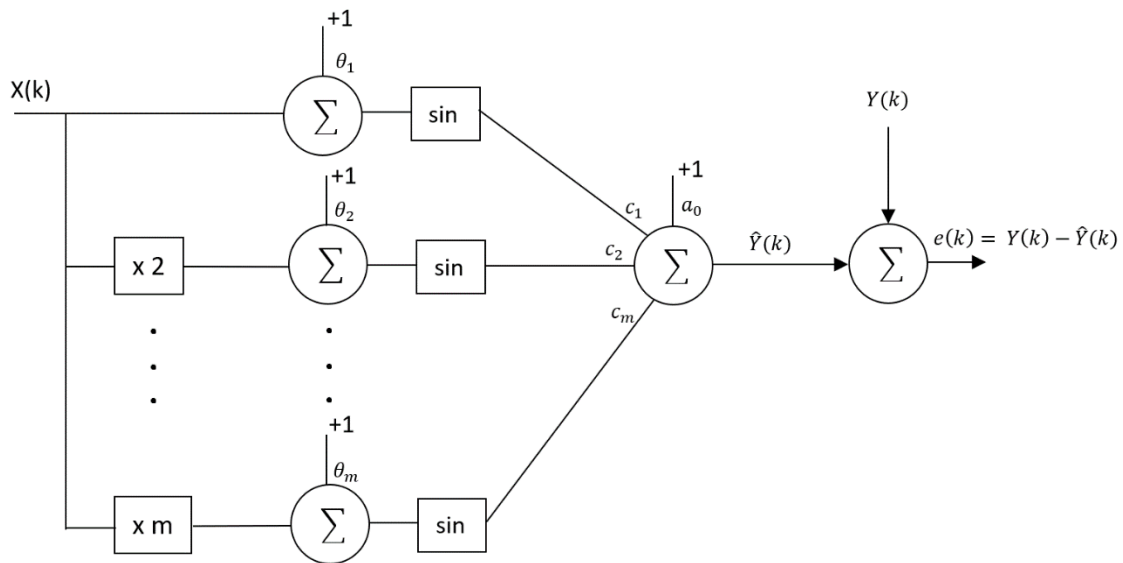 +1
θ₁
X(k)
∑
sin
Y(k)
+1
θ₂
+1
c₁
a₀
x 2
∑
sin
c₂
∑
Ŷ(k)
∑
e(k) = Y(k) − Ŷ(k)
cₘ
+1
θₘ
x m
∑
sin